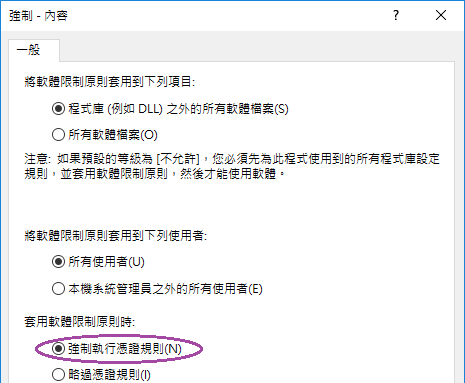 強制 - 內容
一般
將軟體限制原則套用到下列項目:
程式庫 (例如 DLL) 之外的所有軟體檔案(S)
所有軟體檔案(O)
注意: 如果預設的等級為 [不允許]，您必須先為此程式使用到的所有程式庫設定
規則，並套用軟體限制原則，然後才能使用軟體。
將軟體限制原則套用到下列使用者:
所有使用者(U)
本機系統管理員之外的所有使用者(E)
套用軟體限制原則時:
強制執行憑證規則(N)
略過憑證規則(I)